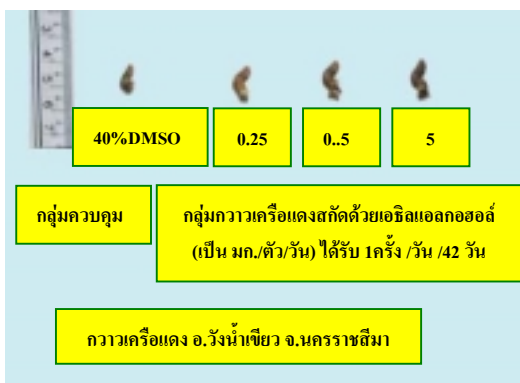 40%DMSO
0.25
0..5
5
กลุ่มควบคุม
กลุ่มกวาวเครือแดงสกัดด้วยเอธิลแอลกอฮอล์
(เป็น มก./ตัว/วัน) ได้รับ 1ครั้ง /วัน /42 วัน
กวาวเครือแดง อ.วังน้ำเขียว จ.นครราชสีมา